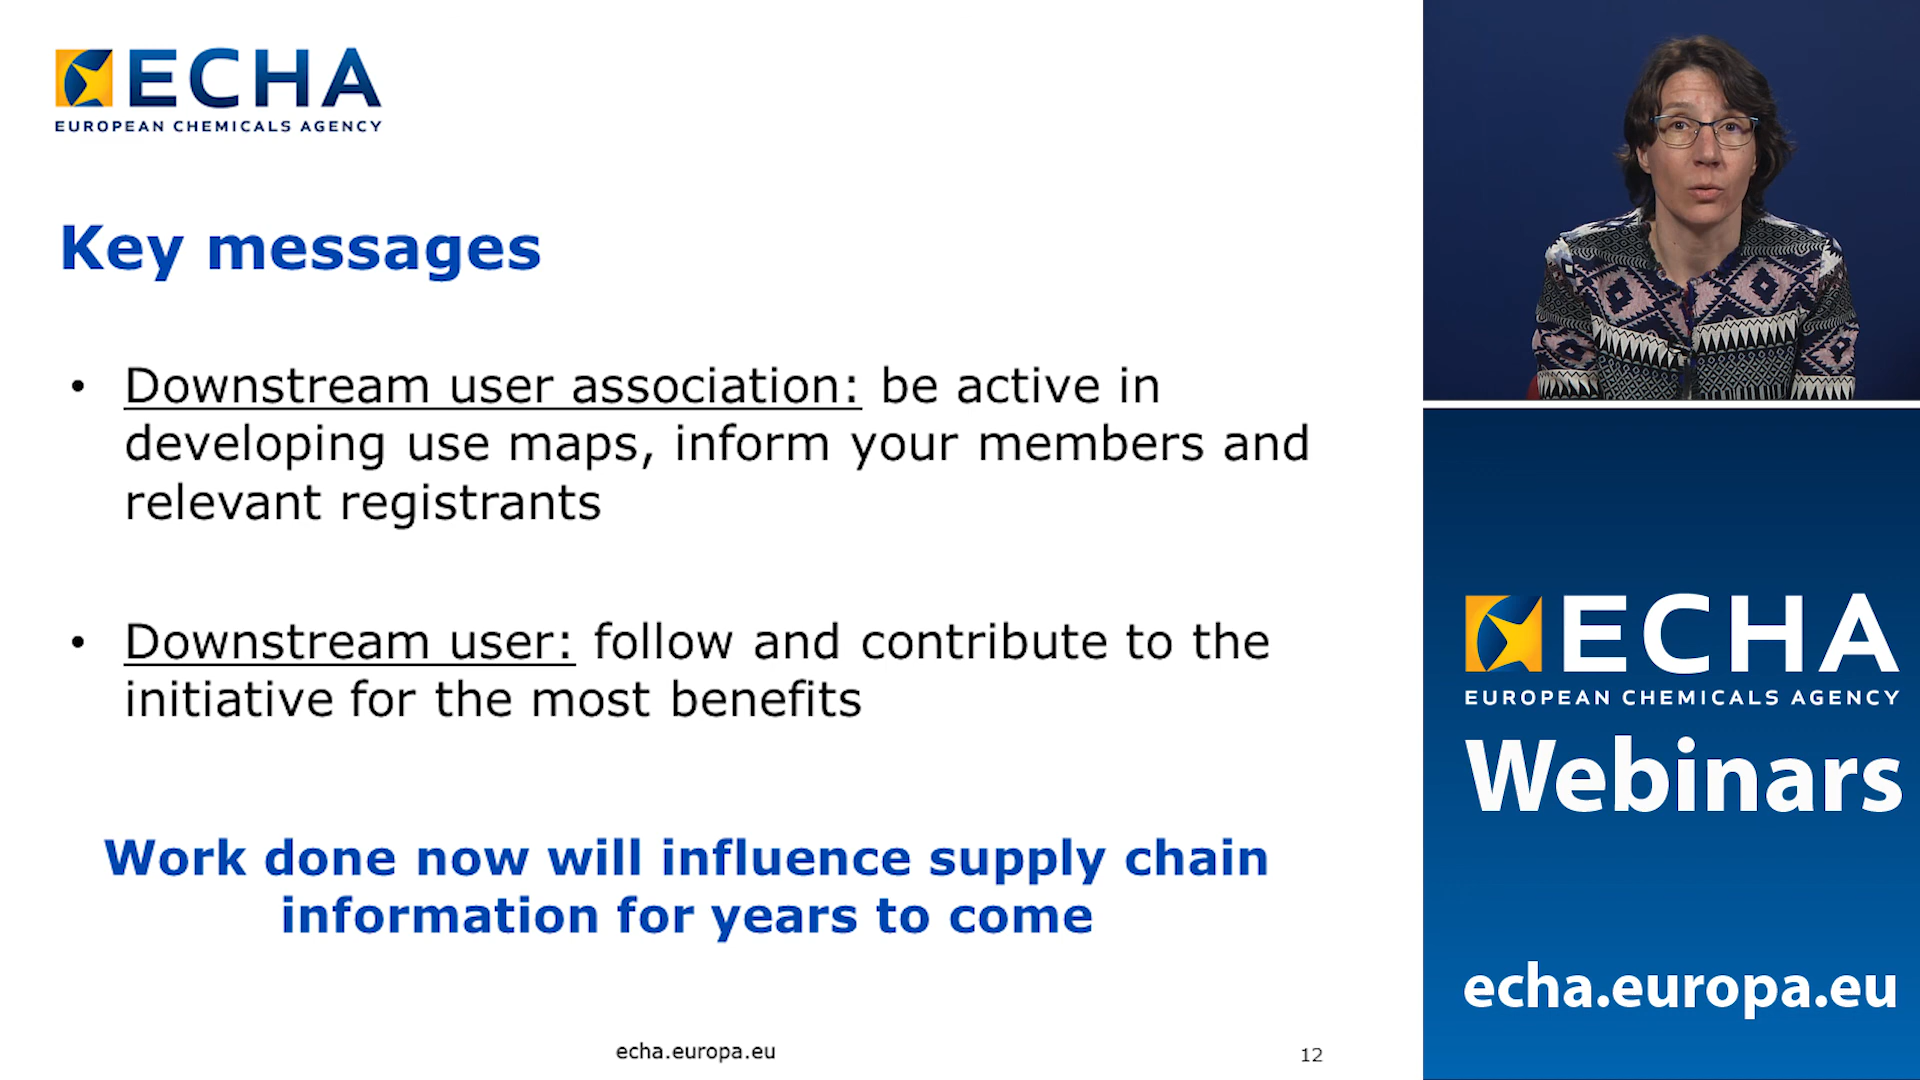 ECHA
EUROPEAN CHEMICALS AGENCY
Key messages
• Downstream user association: be active in
developing use maps, inform your members and
relevant registrants
• Downstream user: follow and contribute to the
initiative for the most benefits
Work done now will influence supply chain
information for years to come
echa.europa.eu
12
ECHA
EUROPEAN CHEMICALS AGENCY
Webinars
echa.europa.eu